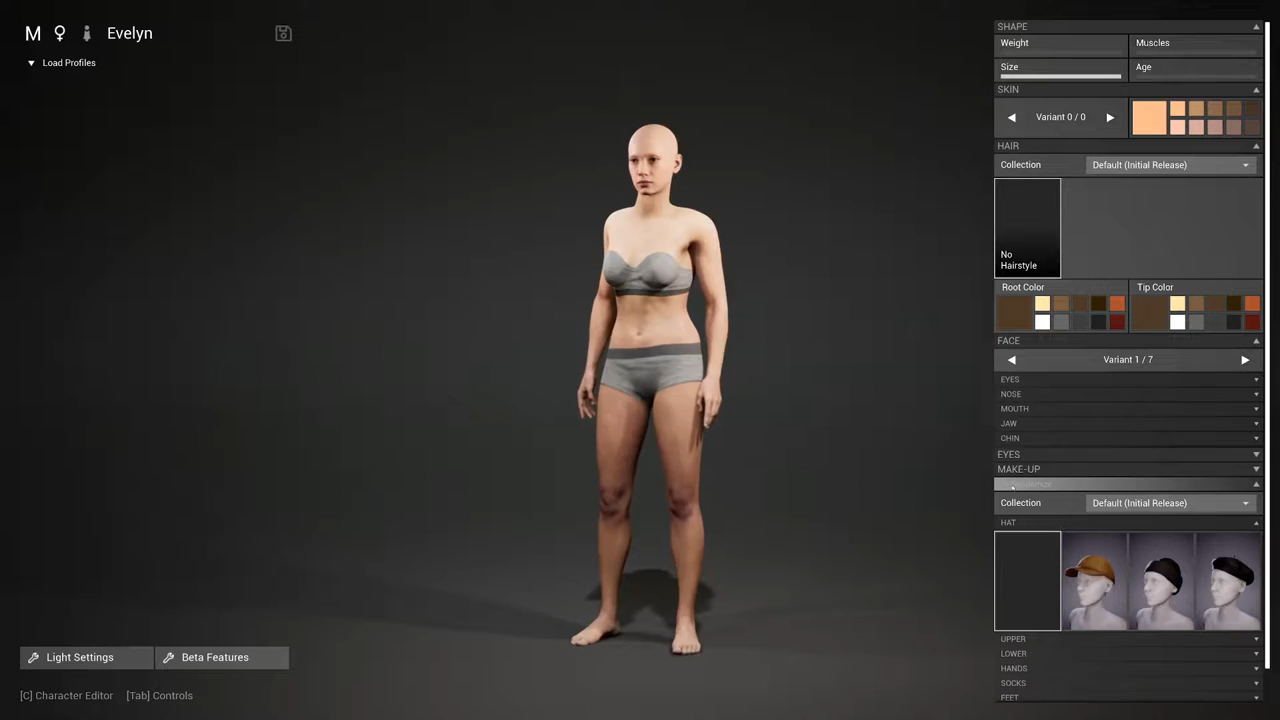 M Evelyn
Load Profiles
SHAPE
Weight Muscles
Size Age
SKIN
Variant 0 / 0
HAIR
Collection Default (Initial Release)
No
Hairstyle
Root Color Tip Color
FACE
Variant 1 / 7
EYES
NOSE
MOUTH
JAW
CHIN
EYES
MAKE-UP
Collection Default (Initial Release)
HAT
UPPER
LOWER
HANDS
SOCKS
FEET
Light Settings Beta Features
[C] Character Editor [Tab] Controls